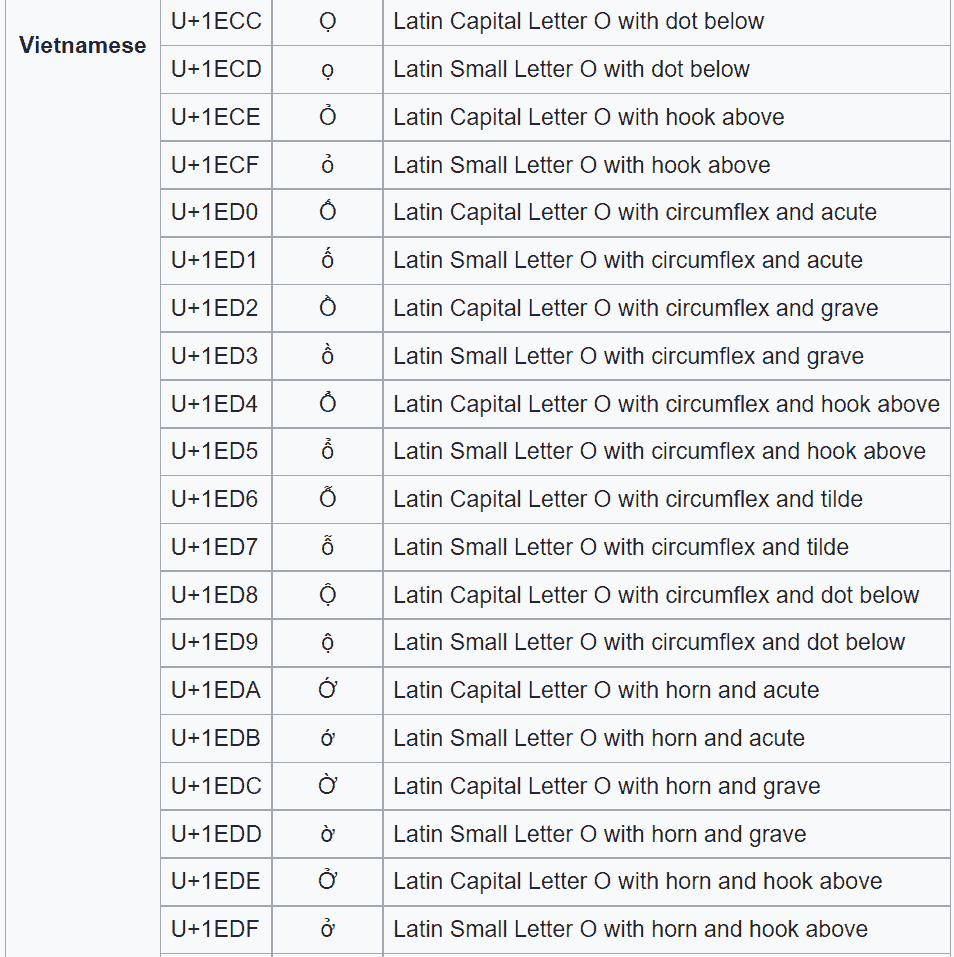 Vietnamese
U+1ECC Ọ Latin Capital Letter O with dot below
U+1ECD ọ Latin Small Letter O with dot below
U+1ECE Ỏ Latin Capital Letter O with hook above
U+1ECF ỏ Latin Small Letter O with hook above
U+1ED0 Ố Latin Capital Letter O with circumflex and acute
U+1ED1 ố Latin Small Letter O with circumflex and acute
U+1ED2 Ồ Latin Capital Letter O with circumflex and grave
U+1ED3 ồ Latin Small Letter O with circumflex and grave
U+1ED4 Ổ Latin Capital Letter O with circumflex and hook above
U+1ED5 ổ Latin Small Letter O with circumflex and hook above
U+1ED6 Ỗ Latin Capital Letter O with circumflex and tilde
U+1ED7 ỗ Latin Small Letter O with circumflex and tilde
U+1ED8 Ộ Latin Capital Letter O with circumflex and dot below
U+1ED9 ộ Latin Small Letter O with circumflex and dot below
U+1EDA Ớ Latin Capital Letter O with horn and acute
U+1EDB ớ Latin Small Letter O with horn and acute
U+1EDC Ờ Latin Capital Letter O with horn and grave
U+1EDD ờ Latin Small Letter O with horn and grave
U+1EDE Ở Latin Capital Letter O with horn and hook above
U+1EDF ở Latin Small Letter O with horn and hook above